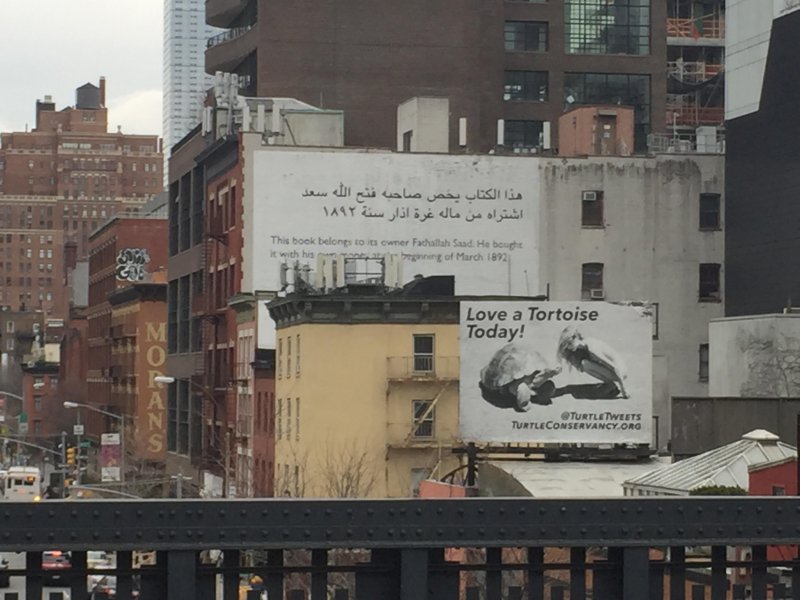 هذا الكتاب يخص صاحبه فتح الله سعد
اشتراه من ماله غرة اذار سنة ١٨٩٢
This book belongs to its owner Fathallah Saad. He bought
it with his own money at the beginning of March 1892
MORANS
Love a Tortoise
Today!
@TURTLETWEETS
TURTLECONSERVANCY.ORG